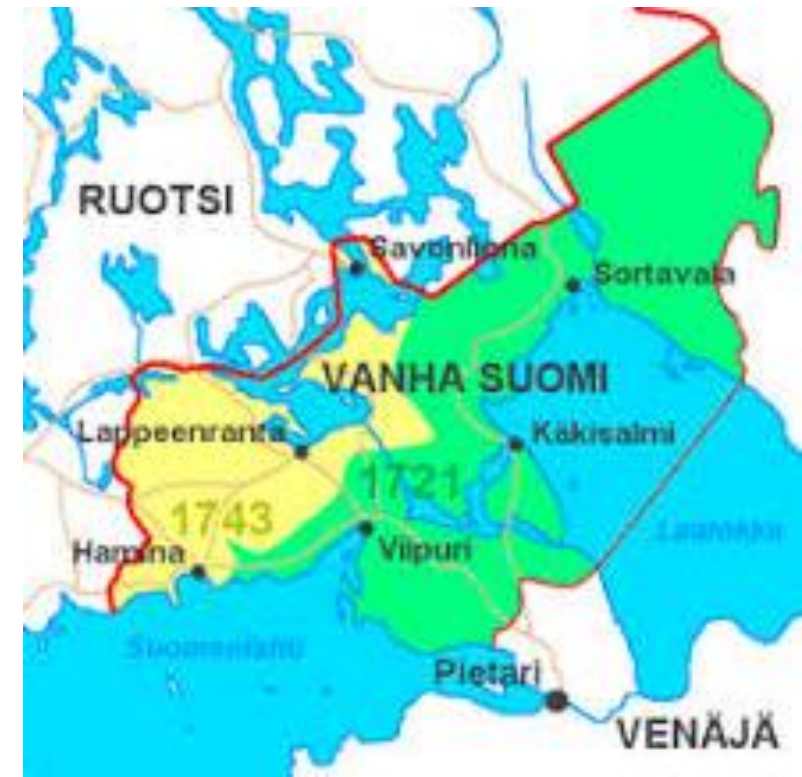 RUOTSI
Savonlinna
Sortavala
VANHA SUOMI
Lappeenranta
Käkisalmi
1721
1743
Laatokka
Hamina
Viipuri
Suomenlahti
Pietari
VENÄJÄ